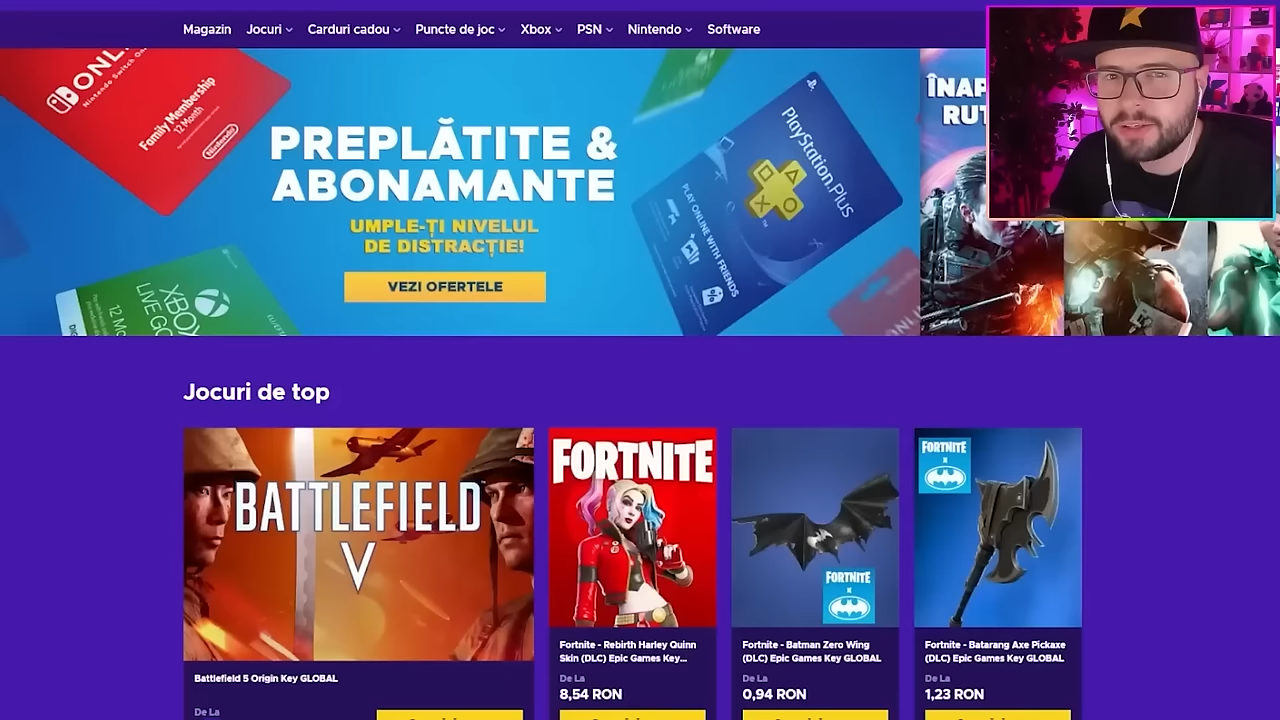 Magazin Jocuri Carduri cadou Puncte de joc Xbox PSN Nintendo Software
ONL
Nintendo Switch
Family Membership
12 Month
Nintendo
PREPLĂTITE &
ABONAMANTE
UMPLE-ȚI NIVELUL
DE DISTRACȚIE!
VEZI OFERTELE
XBOX
LIVE
PlayStation.Plus
PLAY ONLINE WITH FRIENDS
ÎNAP
RUT
Jocuri de top
BATTLEFIELD
V
FORTNITE
FORTNITE
X
FORTNITE
X
Battlefield 5 Origin Key GLOBAL
De La
Fortnite - Rebirth Harley Quinn
Skin (DLC) Epic Games Key...
De La
8,54 RON
Fortnite - Batman Zero Wing
(DLC) Epic Games Key GLOBAL
De La
0,94 RON
Fortnite - Batarang Axe Pickaxe
(DLC) Epic Games Key GLOBAL
De La
1,23 RON